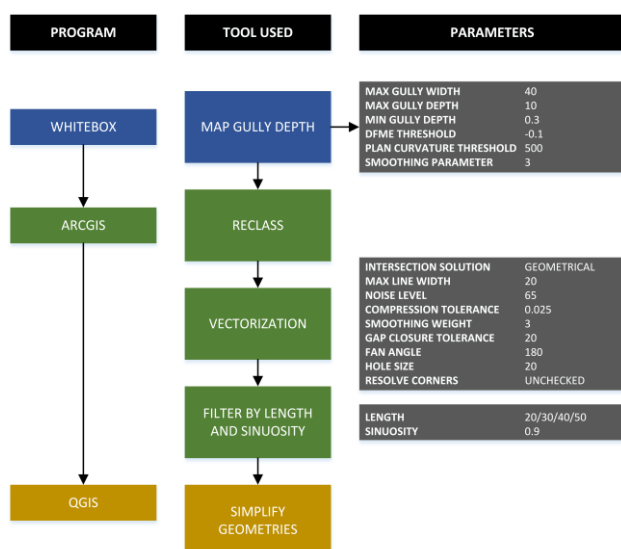 PROGRAM
TOOL USED
PARAMETERS
WHITEBOX
MAP GULLY DEPTH
MAX GULLY WIDTH 40
MAX GULLY DEPTH 10
MIN GULLY DEPTH 0.3
DFME THRESHOLD -0.1
PLAN CURVATURE THRESHOLD 500
SMOOTHING PARAMETER 3
ARCGIS
RECLASS
VECTORIZATION
INTERSECTION SOLUTION GEOMETRICAL
MAX LINE WIDTH 20
NOISE LEVEL 65
COMPRESSION TOLERANCE 0.025
SMOOTHING WEIGHT 3
GAP CLOSURE TOLERANCE 20
FAN ANGLE 180
HOLE SIZE 20
RESOLVE CORNERS UNCHECKED
FILTER BY LENGTH
AND SINUOSITY
LENGTH 20/30/40/50
SINUOSITY 0.9
QGIS
SIMPLIFY
GEOMETRIES